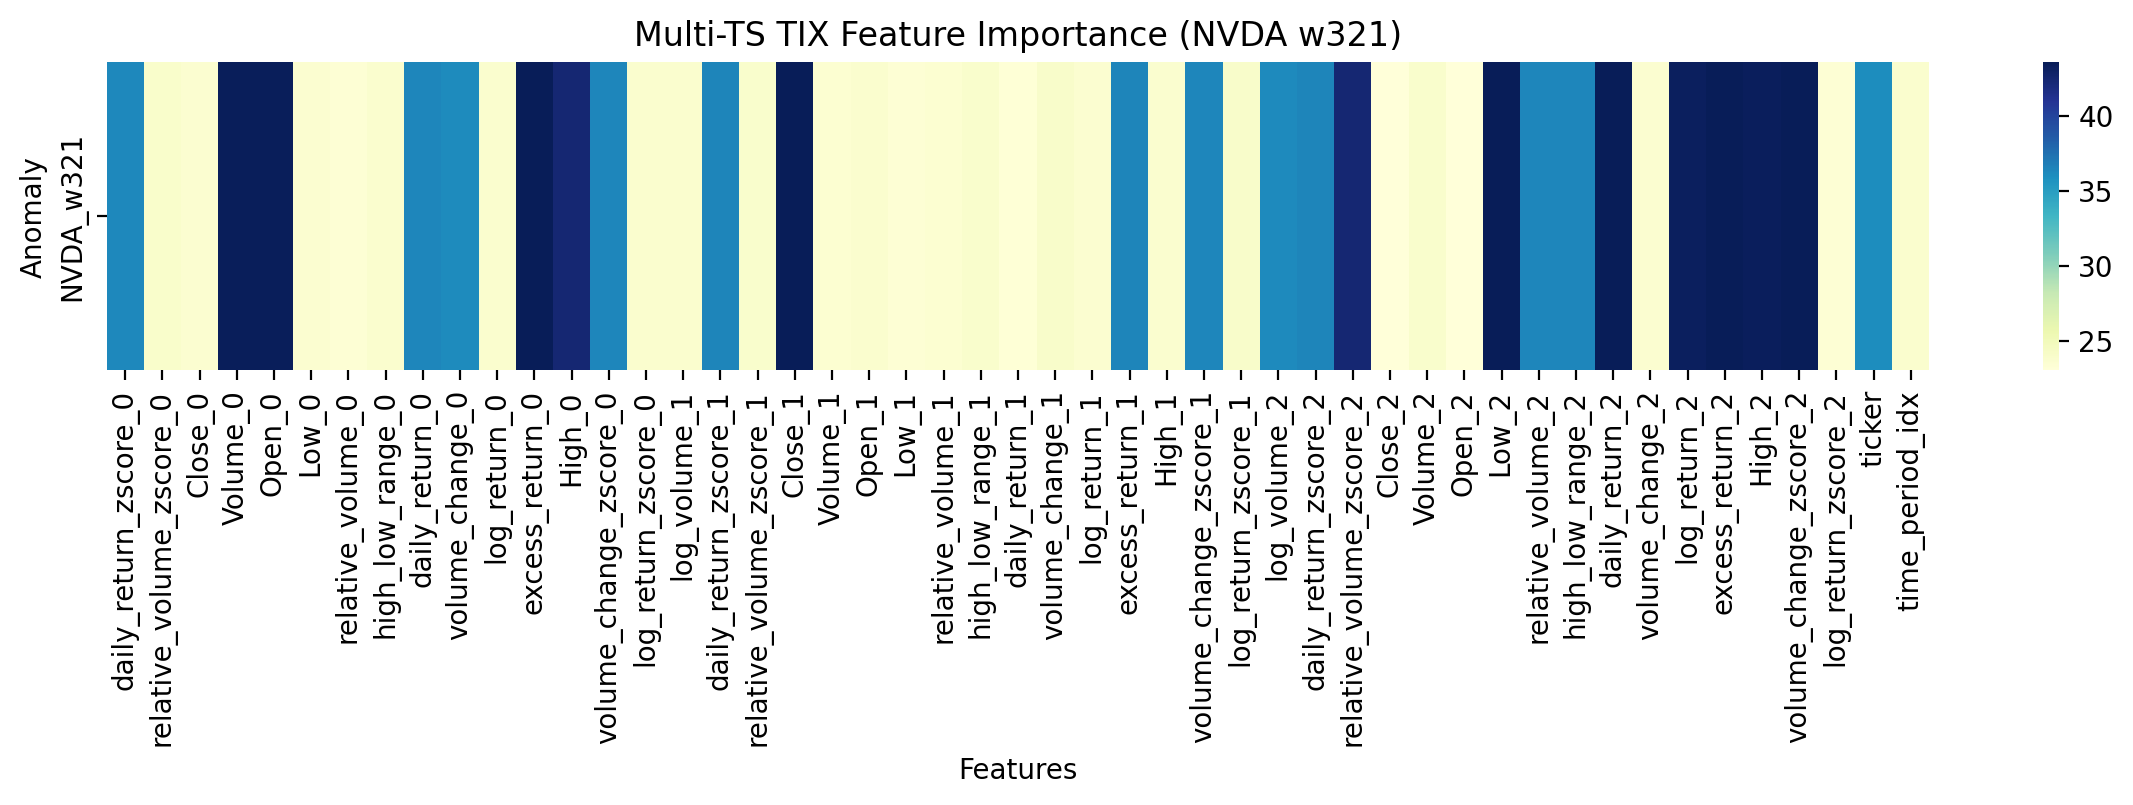 Multi-TS TIX Feature Importance (NVDA w321)
Anomaly
NVDA_w321
40
35
30
25
daily_return_zscore_0
relative_volume_zscore_0
Close_0
Volume_0
Open_0
Low_0
relative_volume_0
high_low_range_0
daily_return_0
volume_change_0
log_return_0
excess_return_0
High_0
volume_change_zscore_0
log_return_zscore_0
log_volume_1
daily_return_zscore_1
relative_volume_zscore_1
Close_1
Volume_1
Open_1
Low_1
relative_volume_1
high_low_range_1
daily_return_1
volume_change_1
log_return_1
excess_return_1
High_1
volume_change_zscore_1
log_return_zscore_1
log_volume_2
daily_return_zscore_2
relative_volume_zscore_2
Close_2
Volume_2
Open_2
Low_2
relative_volume_2
high_low_range_2
daily_return_2
volume_change_2
log_return_2
excess_return_2
High_2
volume_change_zscore_2
log_return_zscore_2
ticker
time_period_idx
Features